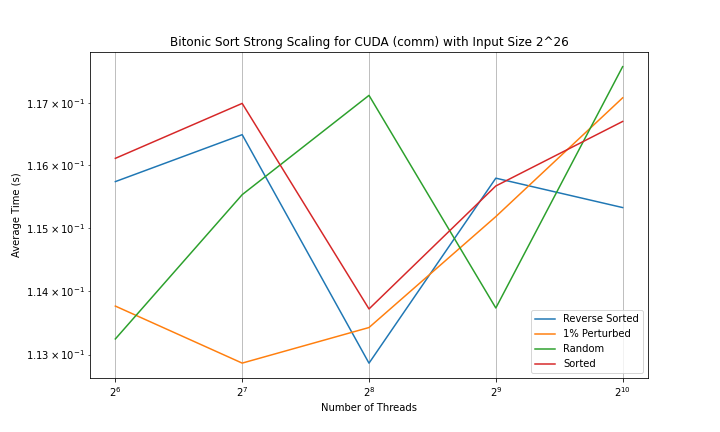 Bitonic Sort Strong Scaling for CUDA (comm) with Input Size 2^26
Average Time (s)
1.17 × 10⁻¹
1.16 × 10⁻¹
1.15 × 10⁻¹
1.14 × 10⁻¹
1.13 × 10⁻¹
Reverse Sorted
1% Perturbed
Random
Sorted
2⁶ 2⁷ 2⁸ 2⁹ 2¹⁰
Number of Threads